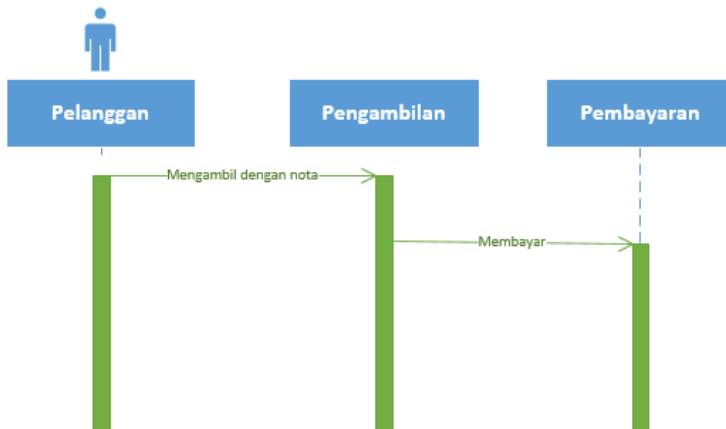 Pelanggan
Pengambilan
Pembayaran
Mengambil dengan nota
Membayar